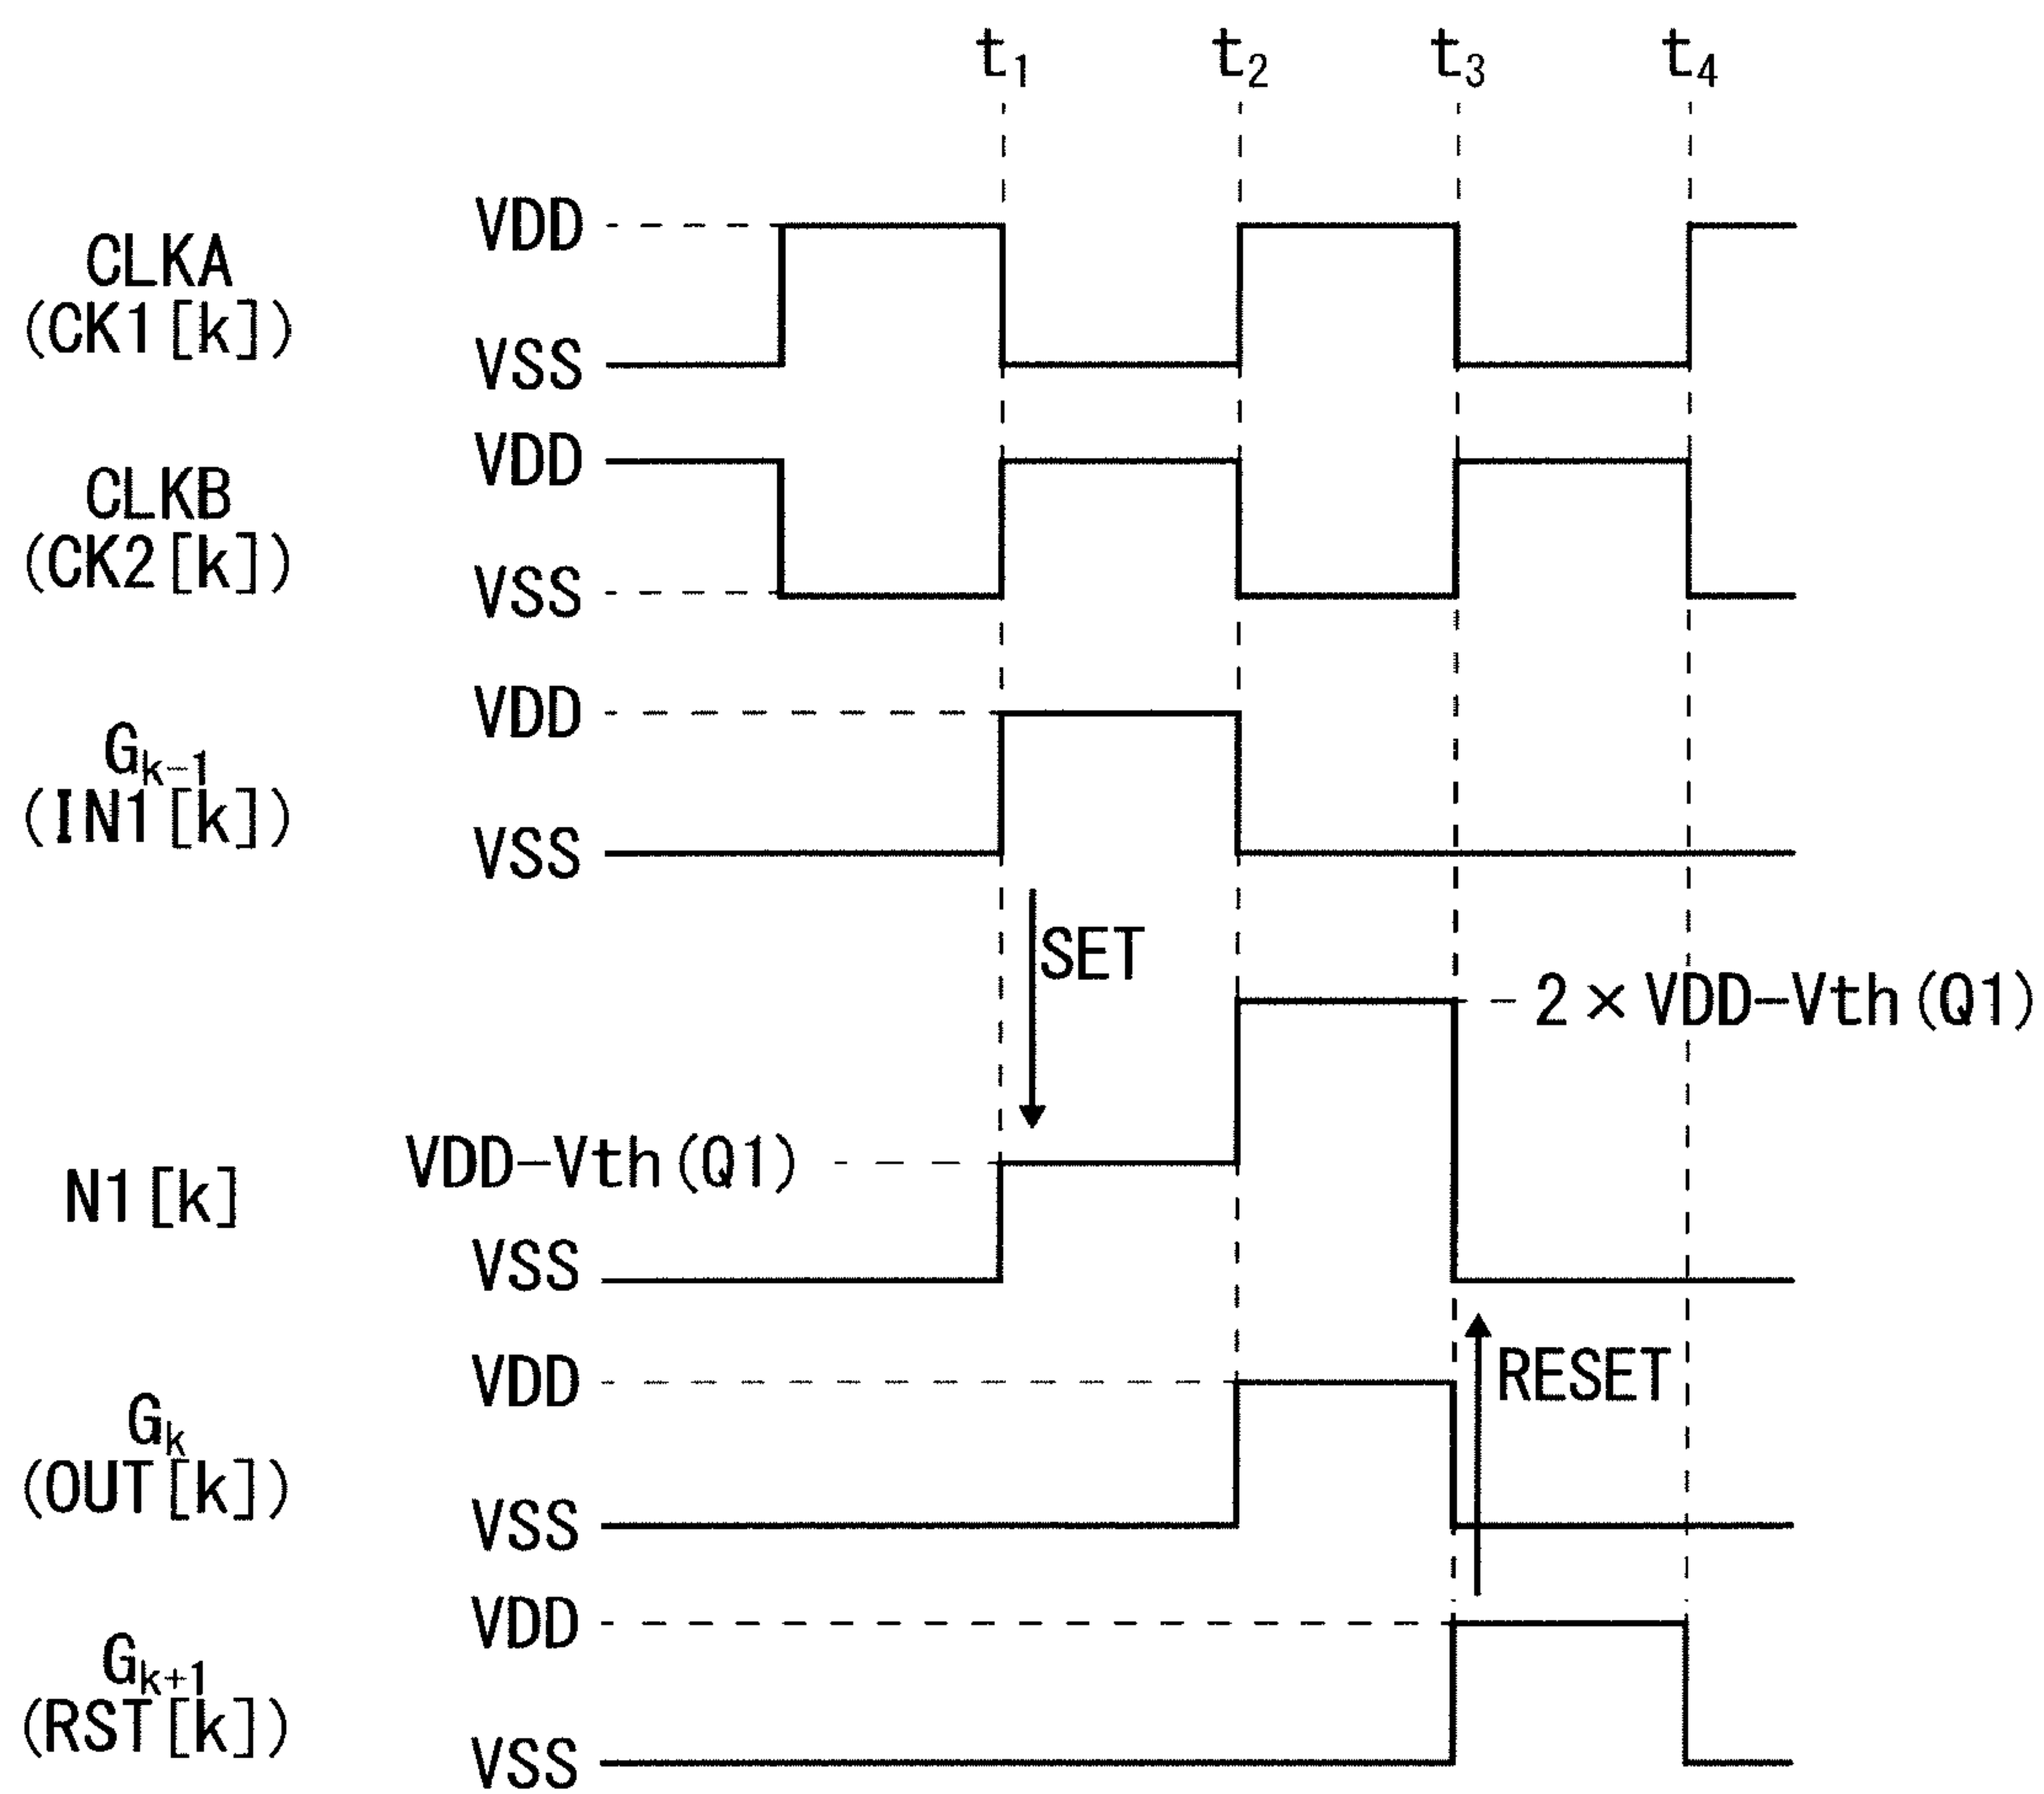 t1 t2 t3 t4
VDD
CLKA
(CK1[k])
VSS
VDD
CLKB
(CK2[k])
VSS
VDD
Gk-1
(IN1[k])
VSS
SET
2×VDD-Vth(Q1)
VDD-Vth(Q1)
N1[k]
VSS
VDD
RESET
Gk
(OUT[k])
VSS
VDD
Gk+1
(RST[k])
VSS